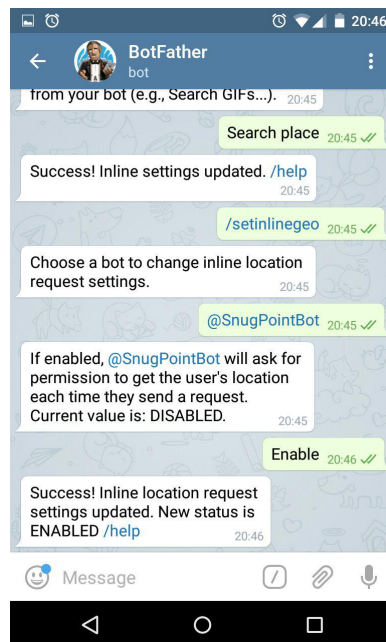 20:46
BotFather
bot
from your bot (e.g., Search GIFs...). 20:45
Search place 20:45
Success! Inline settings updated. /help
20:45
/setinlinegeo 20:45
Choose a bot to change inline location
request settings. 20:45
@SnugPointBot 20:45
If enabled, @SnugPointBot will ask for
permission to get the user's location
each time they send a request.
Current value is: DISABLED. 20:45
Enable 20:46
Success! Inline location request
settings updated. New status is
ENABLED /help 20:46
Message
/